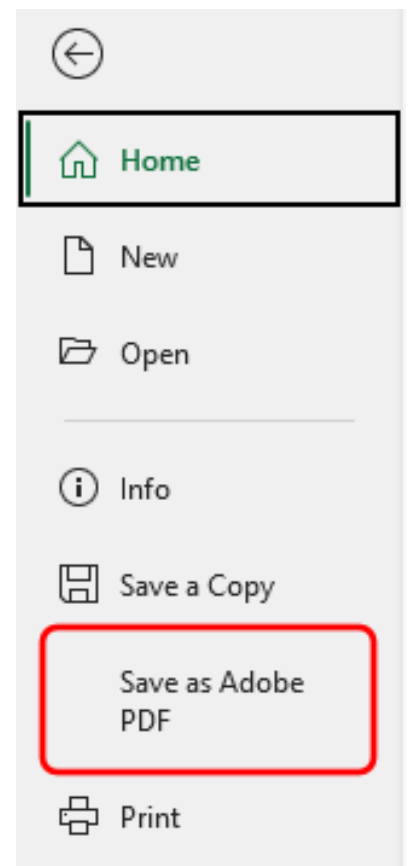 Home
New
Open
Info
Save a Copy
Save as Adobe
PDF
Print